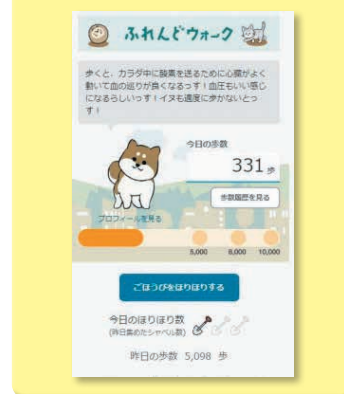 ふれんどウォーク
歩くと、カラダ中に酸素を送るために心臓がよく
動いて血の巡りが良くなるっす！血圧もいい感じ
になるらしいっす！イヌも適度に歩かないとっ
す！
今日の歩数
331 歩
歩数履歴を見る
プロフィールを見る
5,000 8,000 10,000
ごほうびをほりほりする
今日のほりほり数
(昨日集めたシャベル数)
昨日の歩数 5,098 歩